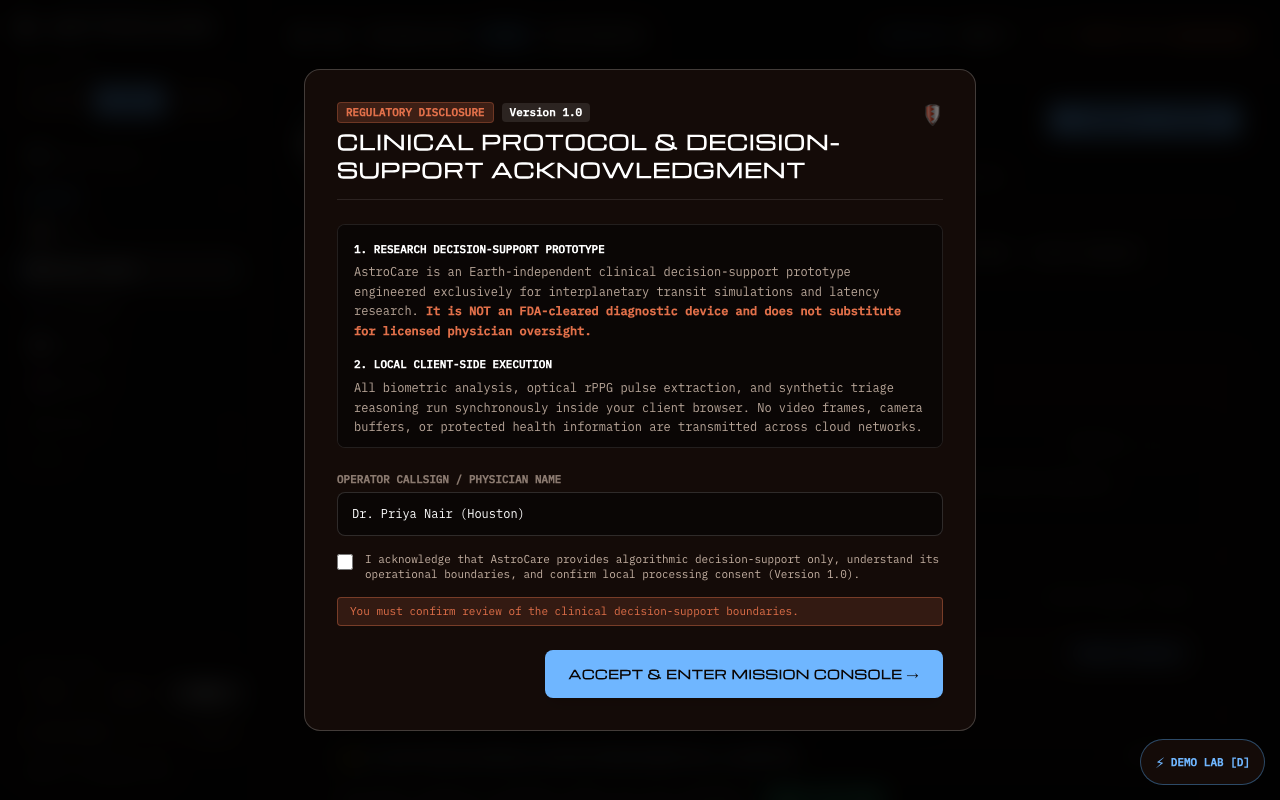 REGULATORY DISCLOSURE
Version 1.0
CLINICAL PROTOCOL & DECISION-
SUPPORT ACKNOWLEDGMENT
1. RESEARCH DECISION-SUPPORT PROTOTYPE
AstroCare is an Earth-independent clinical decision-support prototype
engineered exclusively for interplanetary transit simulations and latency
research. It is NOT an FDA-cleared diagnostic device and does not substitute
for licensed physician oversight.
2. LOCAL CLIENT-SIDE EXECUTION
All biometric analysis, optical rPPG pulse extraction, and synthetic triage
reasoning run synchronously inside your client browser. No video frames, camera
buffers, or protected health information are transmitted across cloud networks.
OPERATOR CALLSIGN / PHYSICIAN NAME
Dr. Priya Nair (Houston)
I acknowledge that AstroCare provides algorithmic decision-support only, understand its
operational boundaries, and confirm local processing consent (Version 1.0).
You must confirm review of the clinical decision-support boundaries.
ACCEPT & ENTER MISSION CONSOLE →
⚡ DEMO LAB [D]